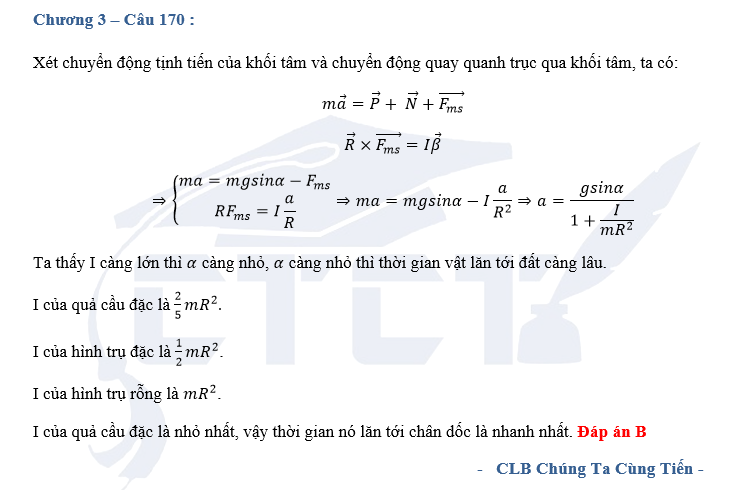 Chương 3 – Câu 170 :
Xét chuyển động tịnh tiến của khối tâm và chuyển động quay quanh trục qua khối tâm, ta có:
$m\vec{a} = \vec{P} + \vec{N} + \overrightarrow{F_{ms}}$
$\vec{R} \times \overrightarrow{F_{ms}} = I\vec{\beta}$
$\Rightarrow \begin{cases} ma = mgsin\alpha - F_{ms} \\ RF_{ms} = I\frac{a}{R} \end{cases} \Rightarrow ma = mgsin\alpha - I\frac{a}{R^2} \Rightarrow a = \frac{gsin\alpha}{1 + \frac{I}{mR^2}}$
Ta thấy I càng lớn thì $\alpha$ càng nhỏ, $\alpha$ càng nhỏ thì thời gian vật lăn tới đất càng lâu.
I của quả cầu đặc là $\frac{2}{5}mR^2$.
I của hình trụ đặc là $\frac{1}{2}mR^2$.
I của hình trụ rỗng là $mR^2$.
I của quả cầu đặc là nhỏ nhất, vậy thời gian nó lăn tới chân dốc là nhanh nhất. Đáp án B
- CLB Chúng Ta Cùng Tiến -
CTCT